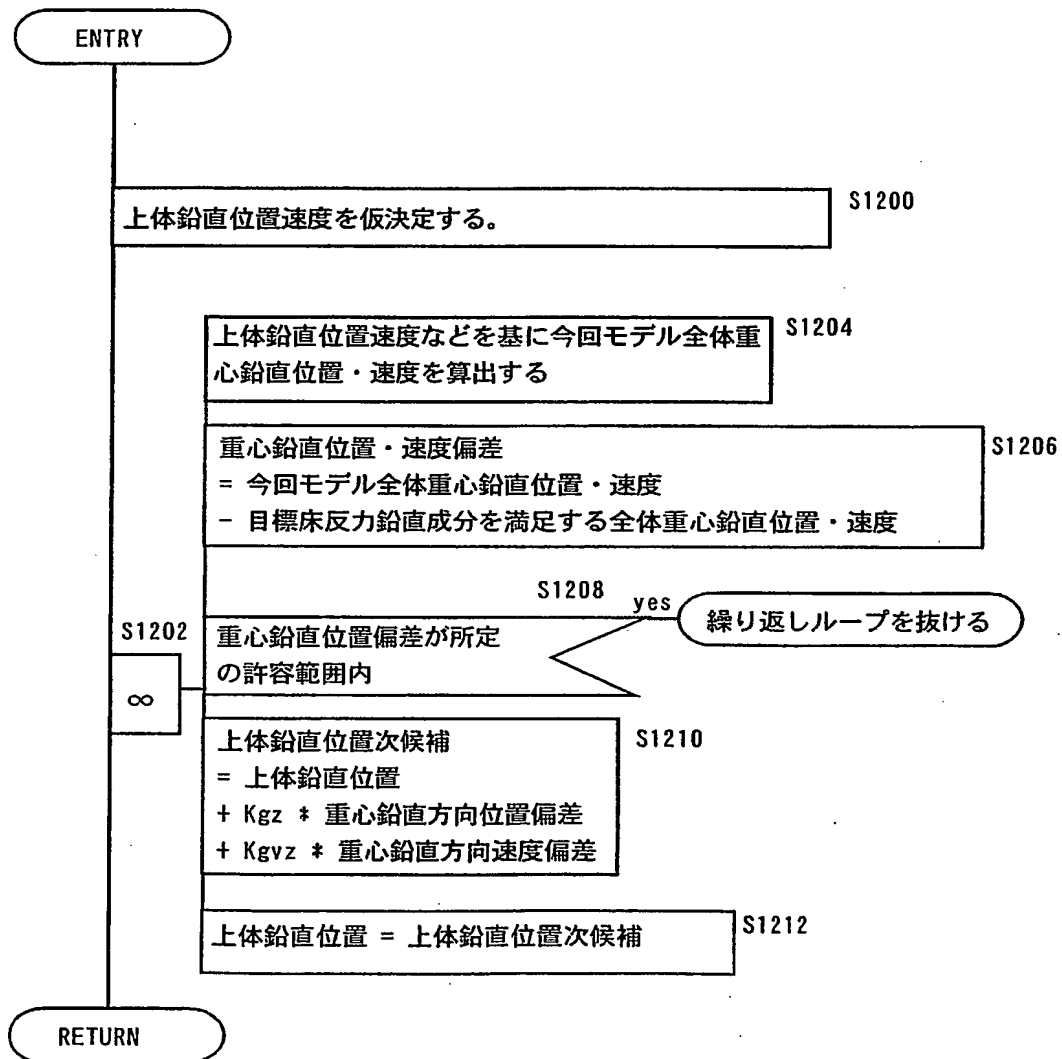 ENTRY
上体鉛直位置速度を仮決定する。
S1200
上体鉛直位置速度などを基に今回モデル全体重
心鉛直位置・速度を算出する
S1204
重心鉛直位置・速度偏差
= 今回モデル全体重心鉛直位置・速度
- 目標床反力鉛直成分を満足する全体重心鉛直位置・速度
S1206
S1202
∞
S1208
重心鉛直位置偏差が所定
の許容範囲内
yes
繰り返しループを抜ける
上体鉛直位置次候補
= 上体鉛直位置
+ Kgz * 重心鉛直方向位置偏差
+ Kgvz * 重心鉛直方向速度偏差
S1210
上体鉛直位置 = 上体鉛直位置次候補
S1212
RETURN